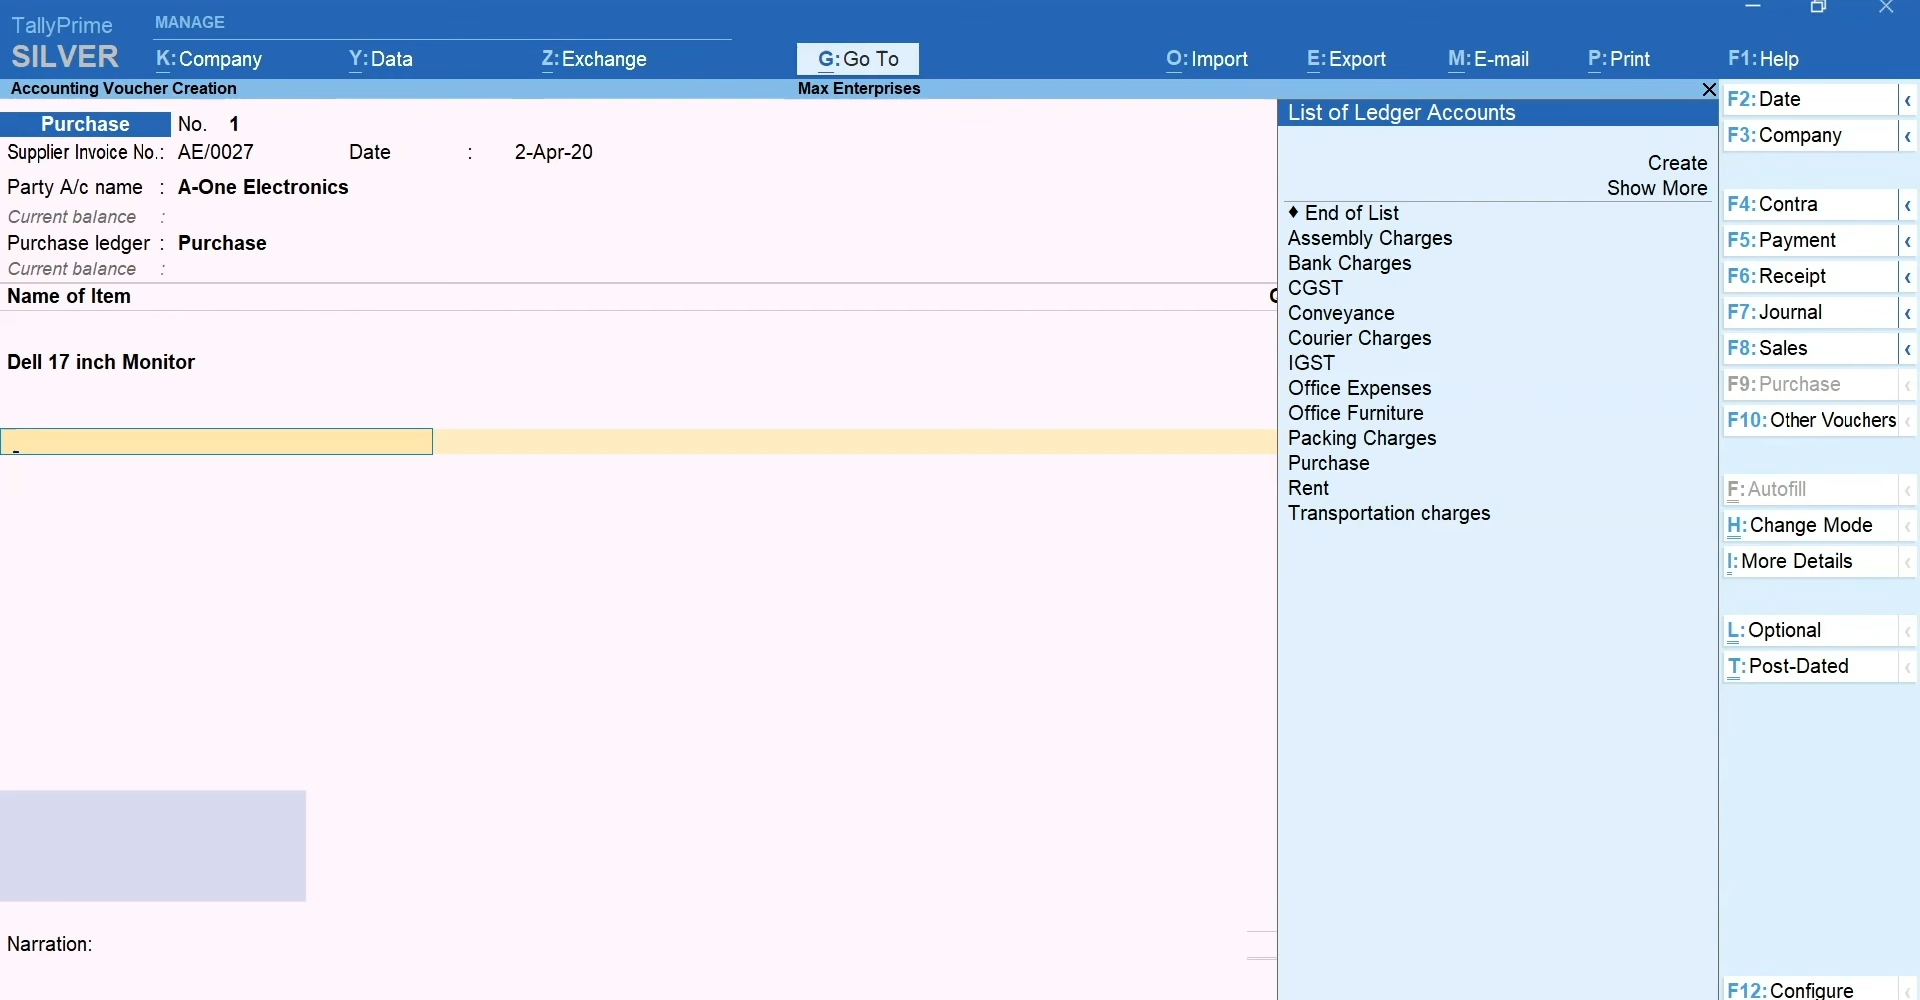 TallyPrime
SILVER
MANAGE
K:Company Y:Data Z:Exchange G:Go To O:Import E:Export M:E-mail P:Print F1:Help
Accounting Voucher Creation Max Enterprises
Purchase No. 1
Supplier Invoice No.: AE/0027 Date : 2-Apr-20
Party A/c name : A-One Electronics
Current balance :
Purchase ledger : Purchase
Current balance :
Name of Item
Dell 17 inch Monitor
Narration:
List of Ledger Accounts
Create
Show More
♦ End of List
Assembly Charges
Bank Charges
CGST
Conveyance
Courier Charges
IGST
Office Expenses
Office Furniture
Packing Charges
Purchase
Rent
Transportation charges
F2:Date
F3:Company
F4:Contra
F5:Payment
F6:Receipt
F7:Journal
F8:Sales
F9:Purchase
F10:Other Vouchers
F:Autofill
H:Change Mode
I:More Details
L:Optional
T:Post-Dated
F12:Configure